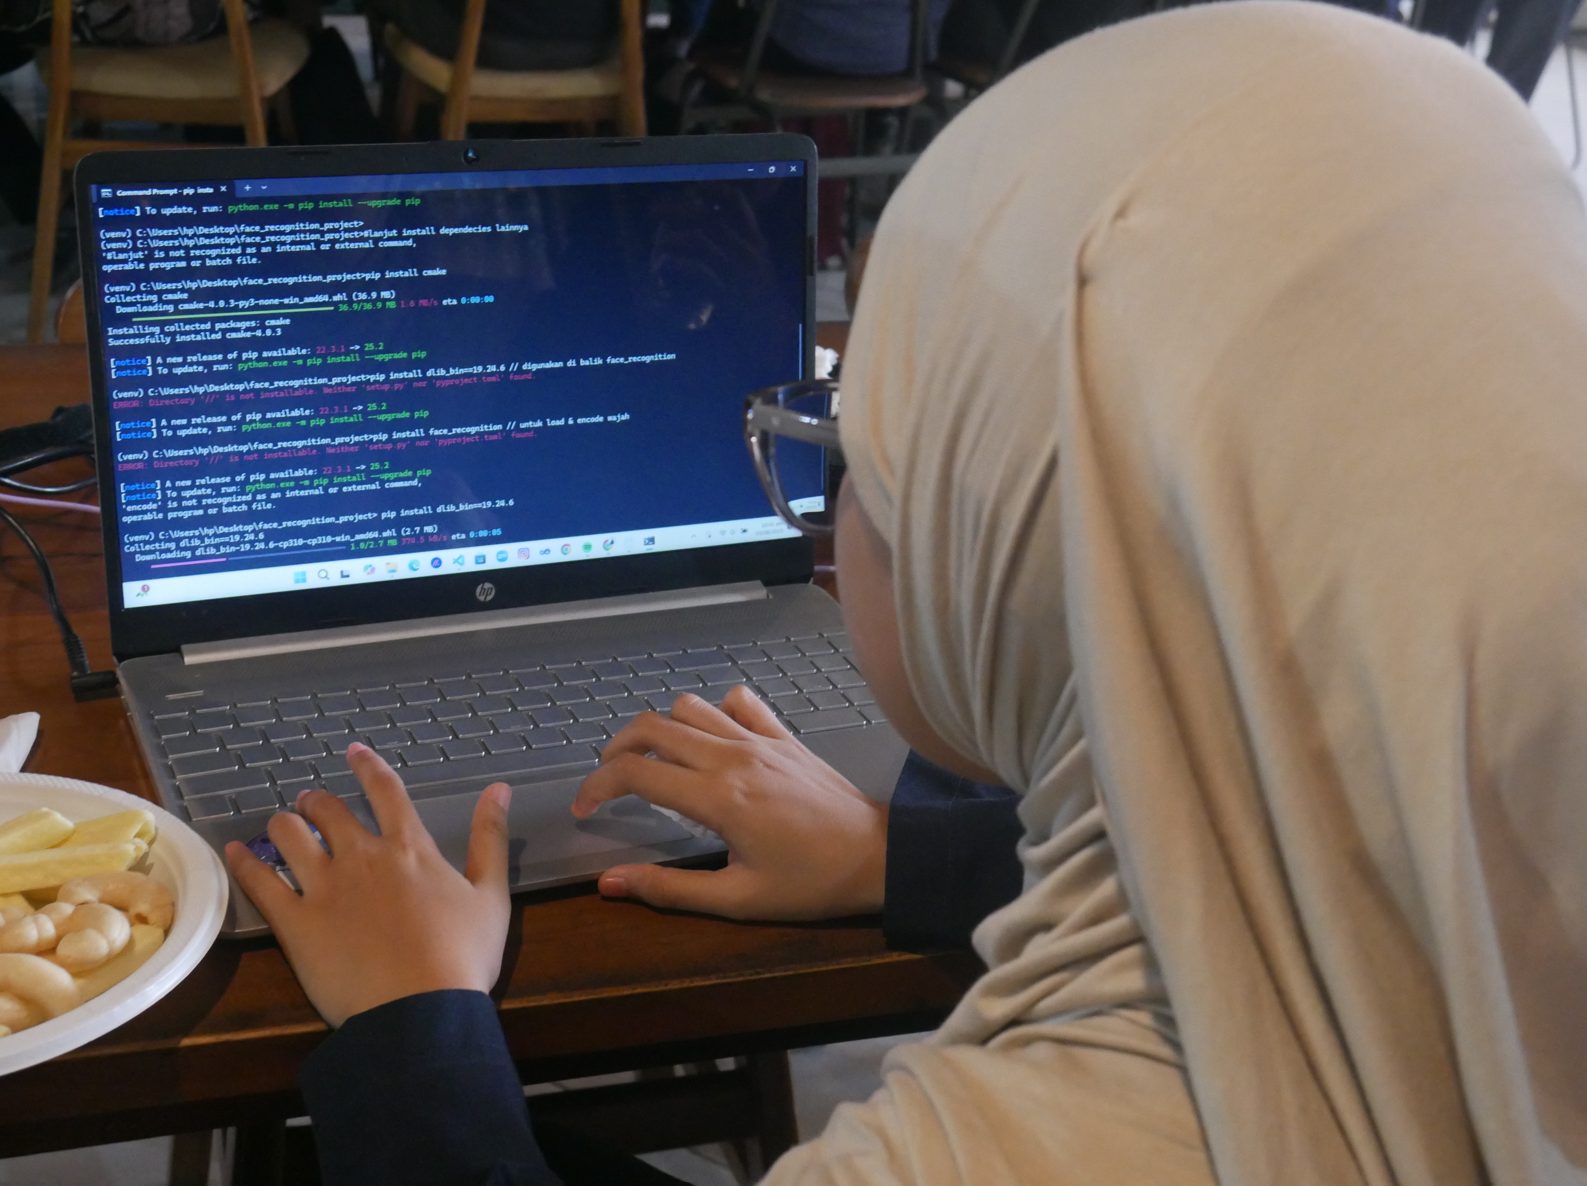 Command Prompt - pip insta
[notice] To update, run: python.exe -m pip install --upgrade pip
(venv) C:\Users\hp\Desktop\face_recognition_project>
(venv) C:\Users\hp\Desktop\face_recognition_project>#lanjut install dependecies lainnya
'#lanjut' is not recognized as an internal or external command,
operable program or batch file.
(venv) C:\Users\hp\Desktop\face_recognition_project>pip install cmake
Collecting cmake
Downloading cmake-4.0.3-py3-none-win_amd64.whl (36.9 MB)
36.9/36.9 MB 1.6 MB/s eta 0:00:00
Installing collected packages: cmake
Successfully installed cmake-4.0.3
[notice] A new release of pip available: 22.3.1 -> 25.2
[notice] To update, run: python.exe -m pip install --upgrade pip
(venv) C:\Users\hp\Desktop\face_recognition_project>pip install dlib_bin==19.24.6 // digunakan di balik face_recognition
ERROR: Directory '//' is not installable. Neither 'setup.py' nor 'pyproject.toml' found.
[notice] A new release of pip available: 22.3.1 -> 25.2
[notice] To update, run: python.exe -m pip install --upgrade pip
(venv) C:\Users\hp\Desktop\face_recognition_project>pip install face_recognition // untuk load & encode wajah
ERROR: Directory '//' is not installable. Neither 'setup.py' nor 'pyproject.toml' found.
[notice] A new release of pip available: 22.3.1 -> 25.2
[notice] To update, run: python.exe -m pip install --upgrade pip
'encode' is not recognized as an internal or external command,
operable program or batch file.
(venv) C:\Users\hp\Desktop\face_recognition_project> pip install dlib_bin==19.24.6
Collecting dlib_bin==19.24.6
Downloading dlib_bin-19.24.6-cp310-cp310-win_amd64.whl (2.7 MB)
1.0/2.7 MB 374.5 kB/s eta 0:00:05
hp